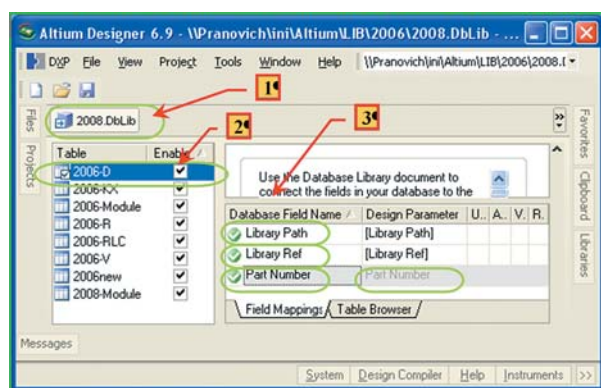 Altium Designer 6.9 - \\Pranovich\ini\Altium\LIB\2006\2008.DbLib - ...
DXP File View Project Tools Window Help \\Pranovich\ini\Altium\LIB\2006\2008.
1
Files
2008.DbLib
2
3
Favorites
Projects
Table Enable
2006-D
2006-KX
2006-Module
2006-R
2006-RLC
2006-V
2006new
2008-Module
Use the Database Library document to
connect the fields in your database to the
Database Field Name Design Parameter U.. A.. V. R.
Library Path [Library Path]
Library Ref [Library Ref]
Part Number Part Number
Field Mappings Table Browser
Clipboard
Libraries
Messages
System Design Compiler Help Instruments >>